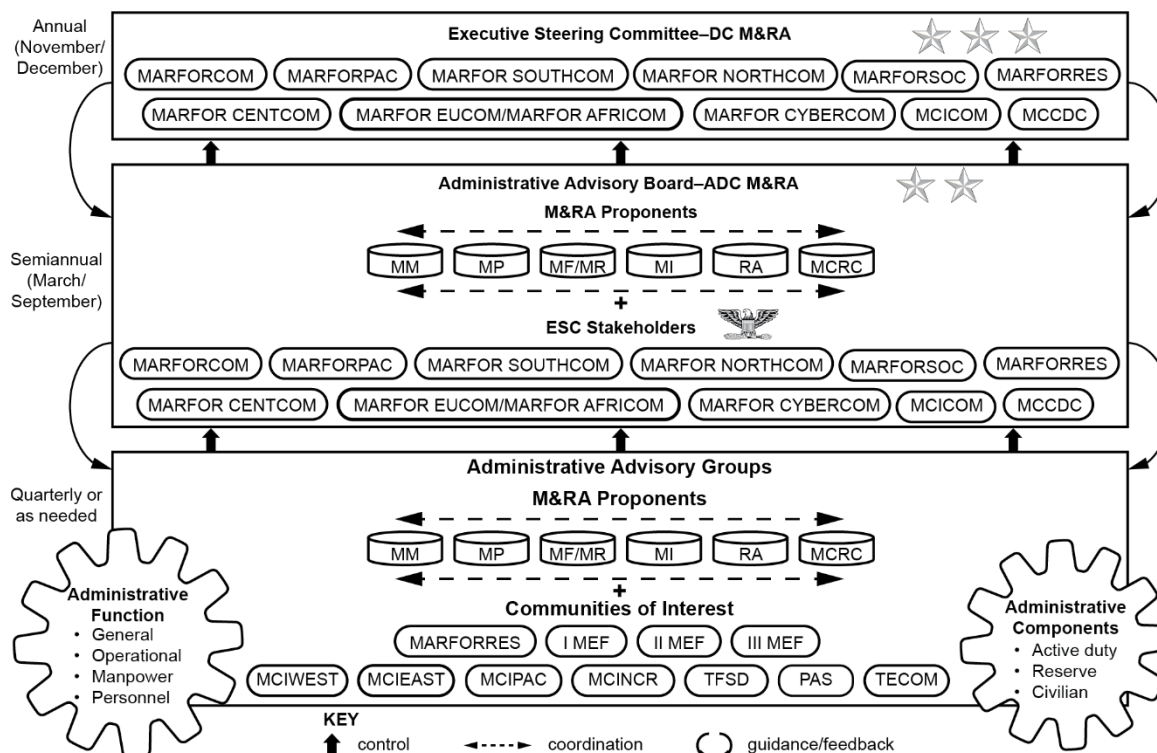 Annual
(November/
December)
Executive Steering Committee–DC M&RA
MARFORCOM MARFORPAC MARFOR SOUTHCOM MARFOR NORTHCOM MARFORSOC MARFORRES
MARFOR CENTCOM MARFOR EUCOM/MARFOR AFRICOM MARFOR CYBERCOM MCICOM MCCDC
Semiannual
(March/
September)
Administrative Advisory Board–ADC M&RA
M&RA Proponents
MM MP MF/MR MI RA MCRC
+
ESC Stakeholders
MARFORCOM MARFORPAC MARFOR SOUTHCOM MARFOR NORTHCOM MARFORSOC MARFORRES
MARFOR CENTCOM MARFOR EUCOM/MARFOR AFRICOM MARFOR CYBERCOM MCICOM MCCDC
Quarterly or
as needed
Administrative Advisory Groups
M&RA Proponents
MM MP MF/MR MI RA MCRC
+
Communities of Interest
MARFORRES I MEF II MEF III MEF
MCIWEST MCIEAST MCIPAC MCINCR TFSD PAS TECOM
Administrative
Function
• General
• Operational
• Manpower
• Personnel
Administrative
Components
• Active duty
• Reserve
• Civilian
KEY
control coordination guidance/feedback